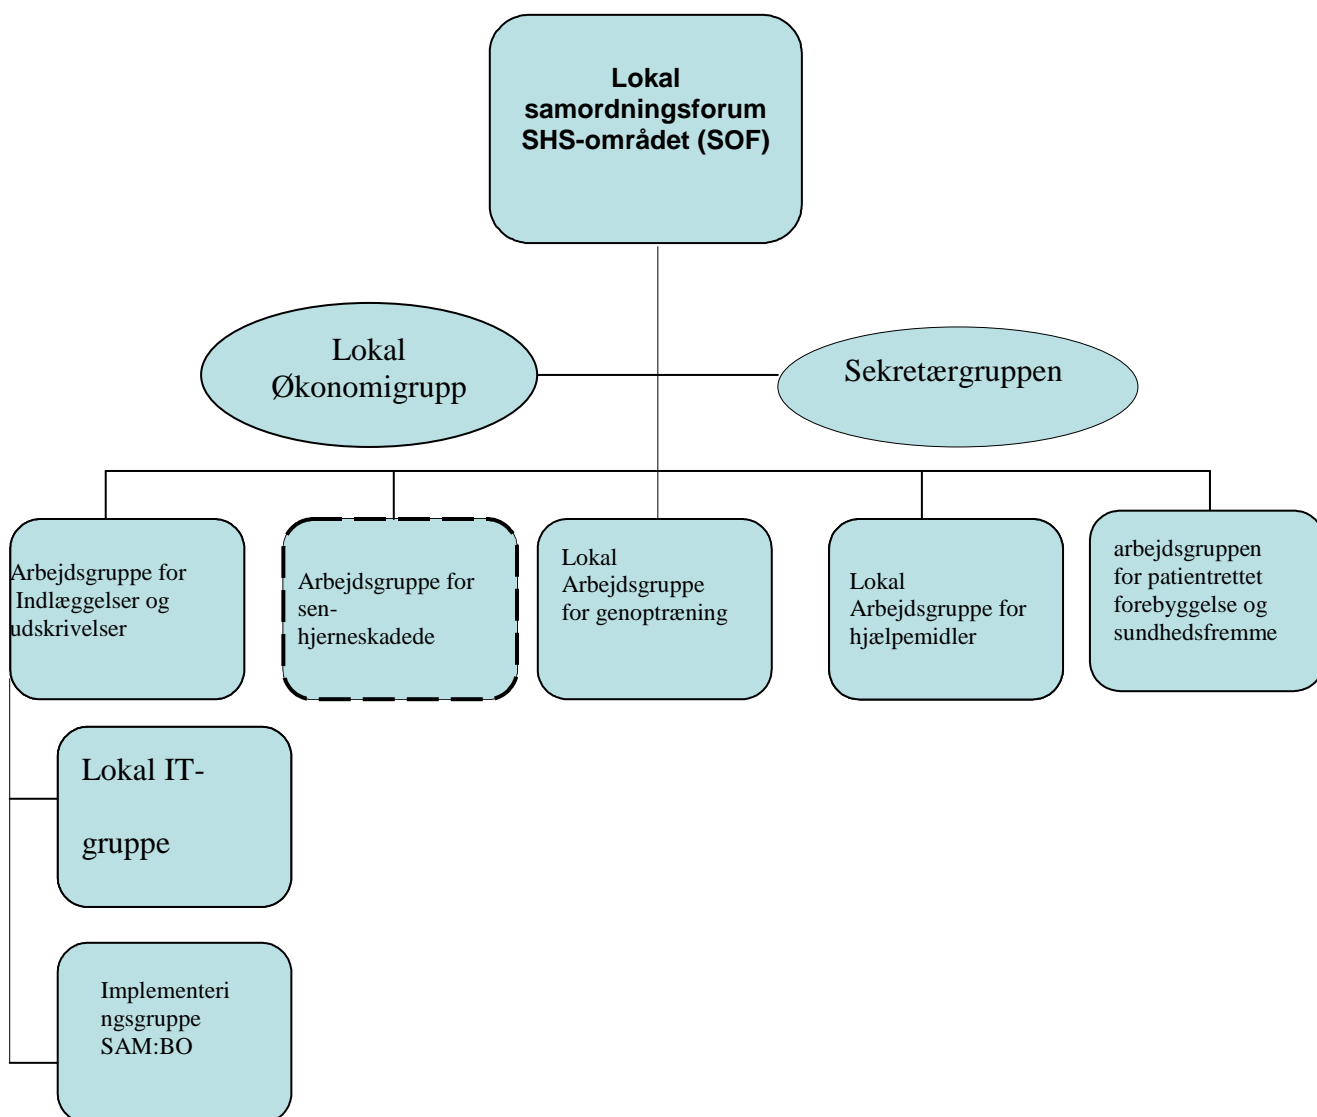 Lokal
samordningsforum
SHS-området (SOF)
Lokal
Økonomigrupp
Sekretærgruppen
Arbejdsgruppe for
Indlæggelser og
udskrivelser
Arbejdsgruppe for
sen-
hjerneskadede
Lokal
Arbejdsgruppe
for genoptræning
Lokal
Arbejdsgruppe for
hjælpemidler
arbejdsgruppen
for patientrettet
forebyggelse og
sundhedsfremme
Lokal IT-
gruppe
Implementeri
ngsgruppe
SAM:BO